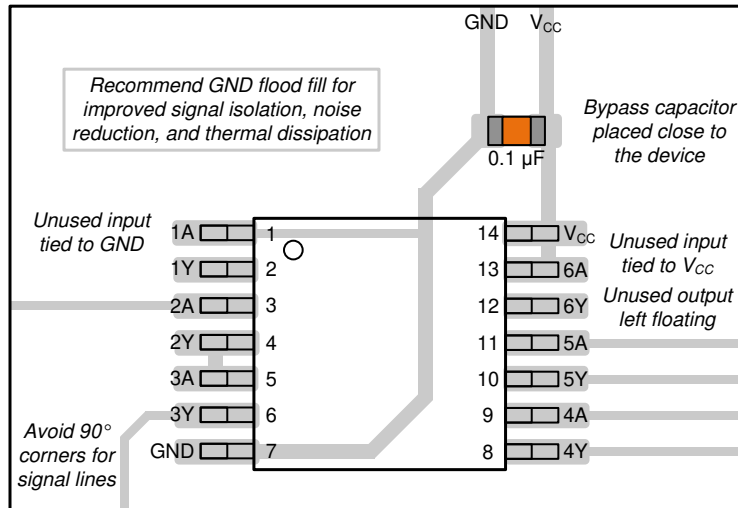 GND V_CC
Recommend GND flood fill for
improved signal isolation, noise
reduction, and thermal dissipation
Bypass capacitor
placed close to
the device
0.1 µF
Unused input
tied to GND
1A 1 14 V_CC
1Y 2 13 6A
2A 3 12 6Y
2Y 4 11 5A
3A 5 10 5Y
3Y 6 9 4A
GND 7 8 4Y
Unused input
tied to V_CC
Unused output
left floating
Avoid 90°
corners for
signal lines